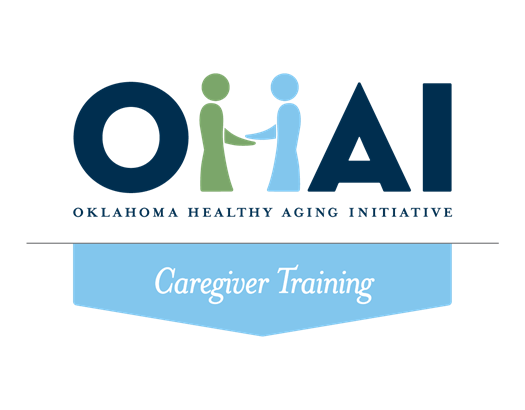 OHAI
OKLAHOMA HEALTHY AGING INITIATIVE
Caregiver Training